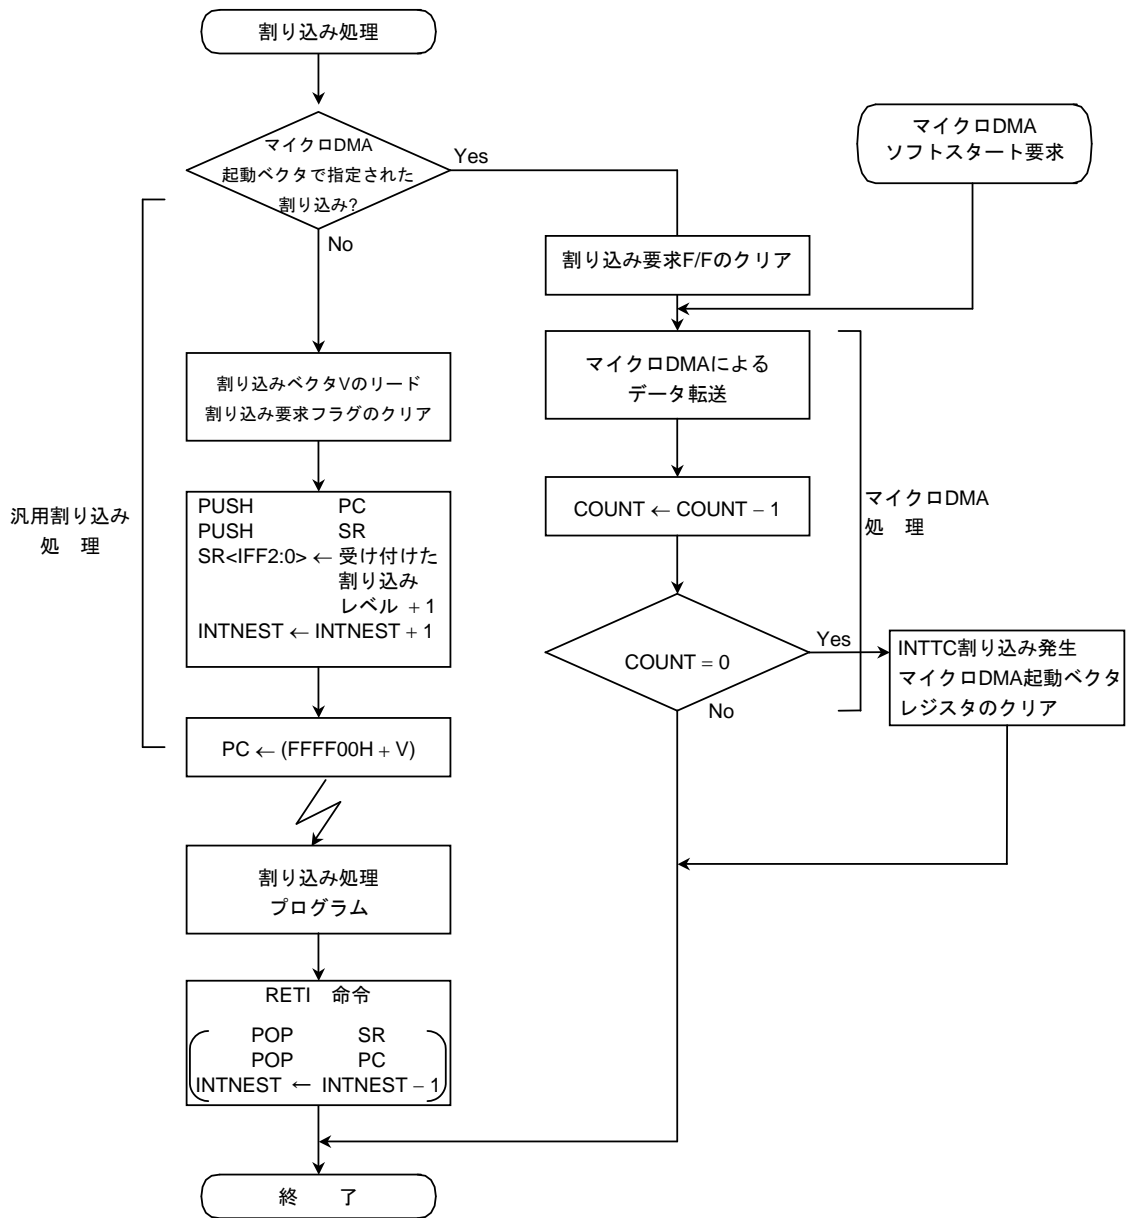 割り込み処理
マイクロDMA
起動ベクタで指定された
割り込み?
Yes
No
マイクロDMA
ソフトスタート要求
割り込み要求F/Fのクリア
マイクロDMAによる
データ転送
COUNT ← COUNT − 1
COUNT = 0
Yes
No
マイクロDMA
処 理
INTTC割り込み発生
マイクロDMA起動ベクタ
レジスタのクリア
汎用割り込み
処 理
割り込みベクタVのリード
割り込み要求フラグのクリア
PUSH PC
PUSH SR
SR<IFF2:0> ← 受け付けた
割り込み
レベル + 1
INTNEST ← INTNEST + 1
PC ← (FFFF00H + V)
割り込み処理
プログラム
RETI 命令
POP SR
POP PC
INTNEST ← INTNEST − 1
終 了